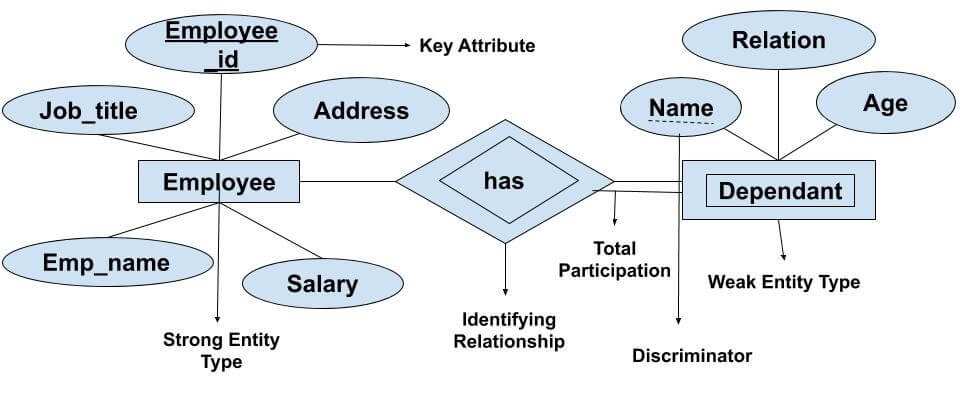 Employee
_id
Key Attribute
Relation
Job_title
Address
Name
Age
Employee
has
Dependant
Total
Participation
Emp_name
Salary
Weak Entity Type
Identifying
Relationship
Strong Entity
Type
Discriminator